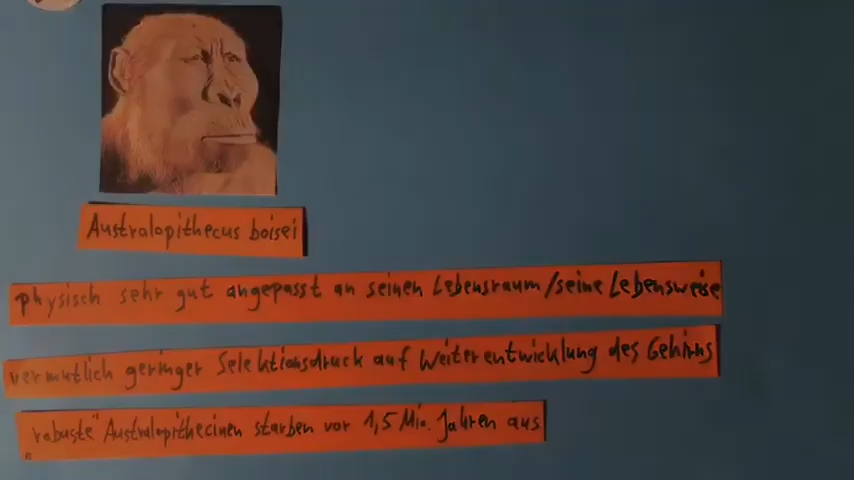 Australopithecus boisei
physisch sehr gut angepasst an seinen Lebensraum/seine Lebensweise
vermutlich geringer Selektionsdruck auf Weiterentwicklung des Gehirns
„robuste" Australopithecinen starben vor 1,5 Mio. Jahren aus